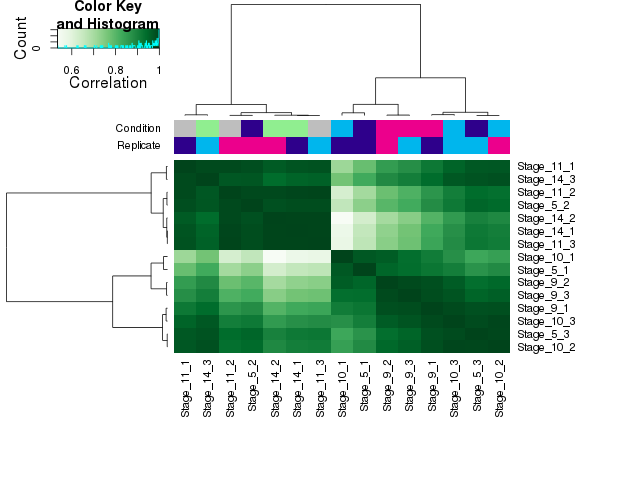 Color Key
and Histogram
Count
0
0.6 0.8 1
Correlation
Condition
Replicate
Stage_11_1
Stage_14_3
Stage_11_2
Stage_5_2
Stage_14_2
Stage_14_1
Stage_11_3
Stage_10_1
Stage_5_1
Stage_9_2
Stage_9_3
Stage_9_1
Stage_10_3
Stage_5_3
Stage_10_2
Stage_11_1
Stage_14_3
Stage_11_2
Stage_5_2
Stage_14_2
Stage_14_1
Stage_11_3
Stage_10_1
Stage_5_1
Stage_9_2
Stage_9_3
Stage_9_1
Stage_10_3
Stage_5_3
Stage_10_2